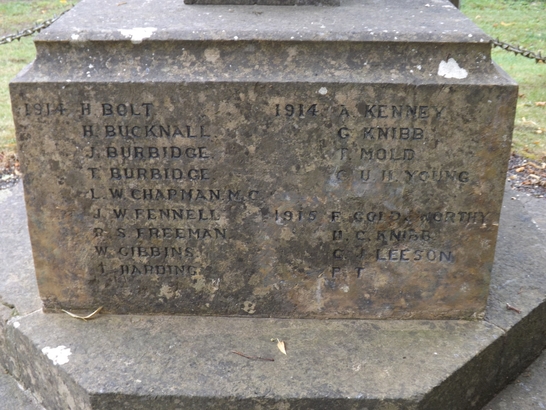 1914 H. BOLT
H. BUCKNALL.
J. BURBIDGE.
T. BURBIDGE.
L. W. CHAPMAN. M.C.
J. W. FENNELL
R. S. FREEMAN
W. GIBBINS
HARDING
1914 A. KENNEY
C. KNIBB.
MOLD
YOUNG
1915 F.
H. C. KNIBB
LEESON